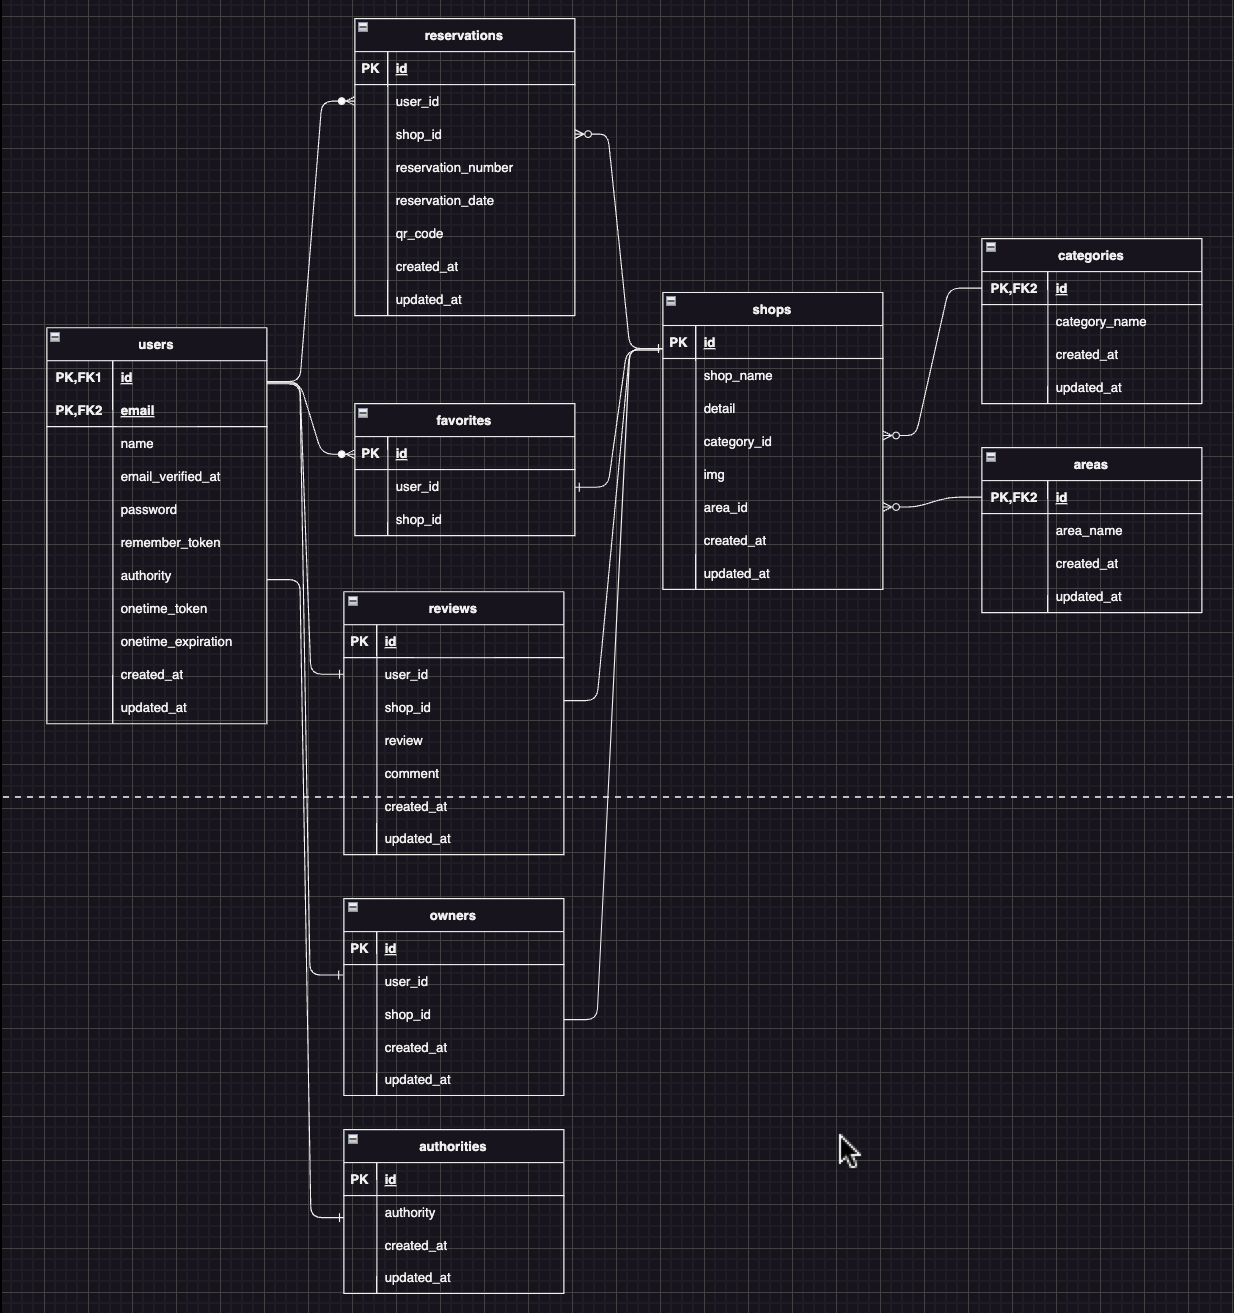 reservations
PK id
user_id
shop_id
reservation_number
reservation_date
qr_code
created_at
updated_at
users
PK,FK1 id
PK,FK2 email
name
email_verified_at
password
remember_token
authority
onetime_token
onetime_expiration
created_at
updated_at
favorites
PK id
user_id
shop_id
reviews
PK id
user_id
shop_id
review
comment
created_at
updated_at
owners
PK id
user_id
shop_id
created_at
updated_at
authorities
PK id
authority
created_at
updated_at
shops
PK id
shop_name
detail
category_id
img
area_id
created_at
updated_at
categories
PK,FK2 id
category_name
created_at
updated_at
areas
PK,FK2 id
area_name
created_at
updated_at